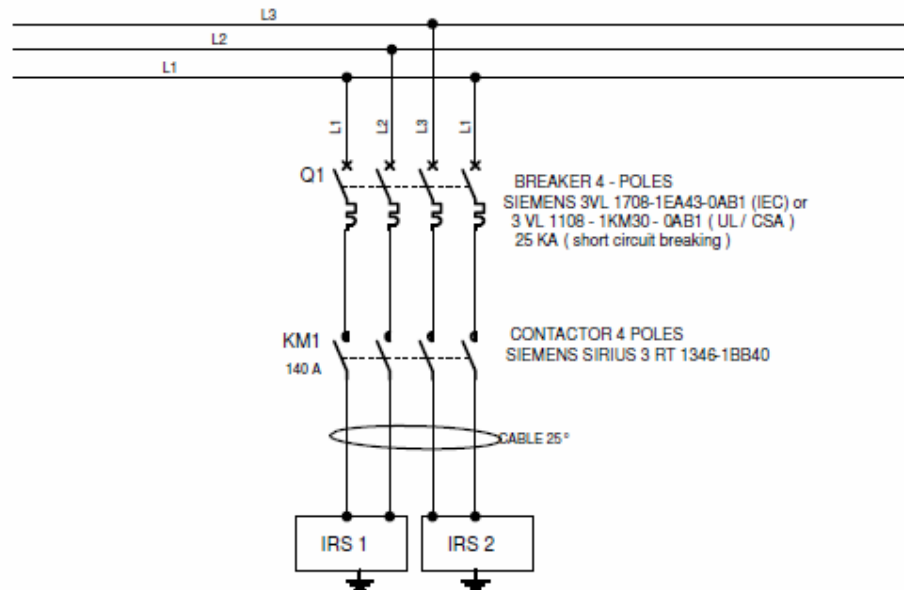 L3
L2
L1
L1
L2
L3
L1
Q1
BREAKER 4 - POLES
SIEMENS 3VL 1708-1EA43-0AB1 (IEC) or
3 VL 1108 - 1KM30 - 0AB1 ( UL / CSA )
25 KA ( short circuit breaking )
KM1
140 A
CONTACTOR 4 POLES
SIEMENS SIRIUS 3 RT 1346-1BB40
CABLE 25°
IRS 1
IRS 2